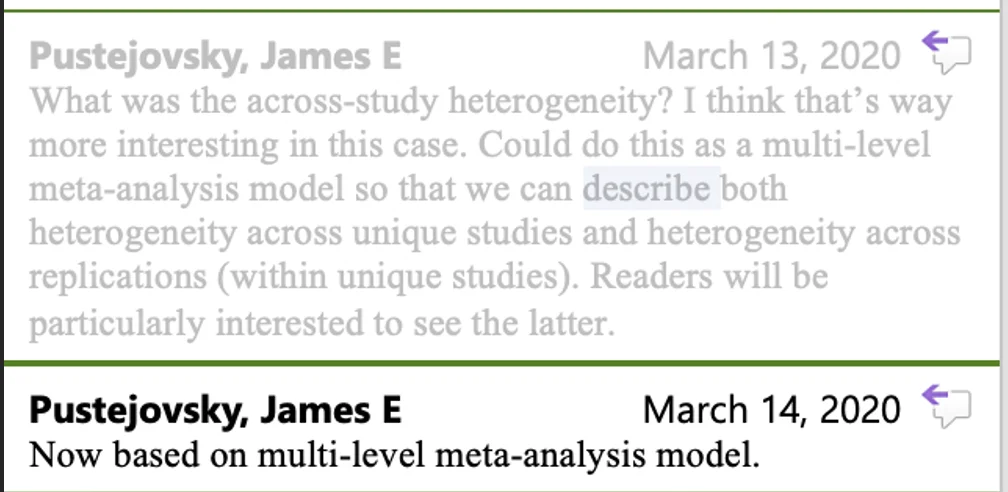 Pustejovsky, James E March 13, 2020
What was the across-study heterogeneity? I think that’s way
more interesting in this case. Could do this as a multi-level
meta-analysis model so that we can describe both
heterogeneity across unique studies and heterogeneity across
replications (within unique studies). Readers will be
particularly interested to see the latter.
Pustejovsky, James E March 14, 2020
Now based on multi-level meta-analysis model.